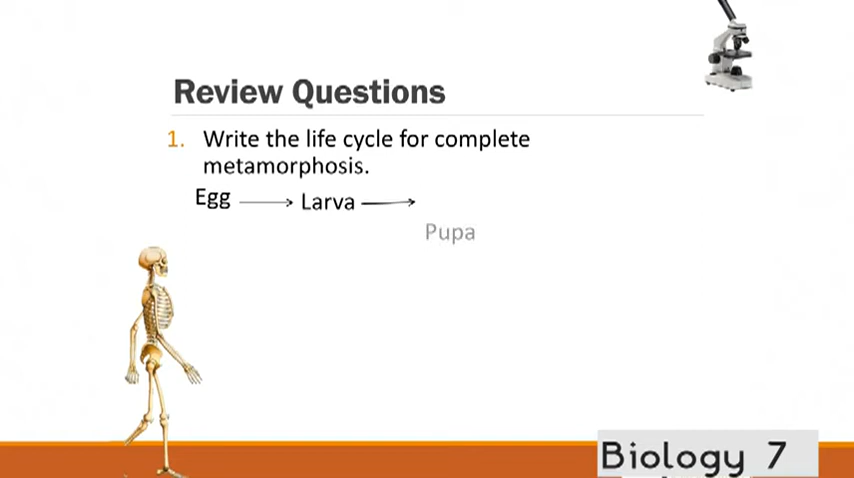 Review Questions
1. Write the life cycle for complete
metamorphosis.
Egg → Larva →
Pupa
Biology 7